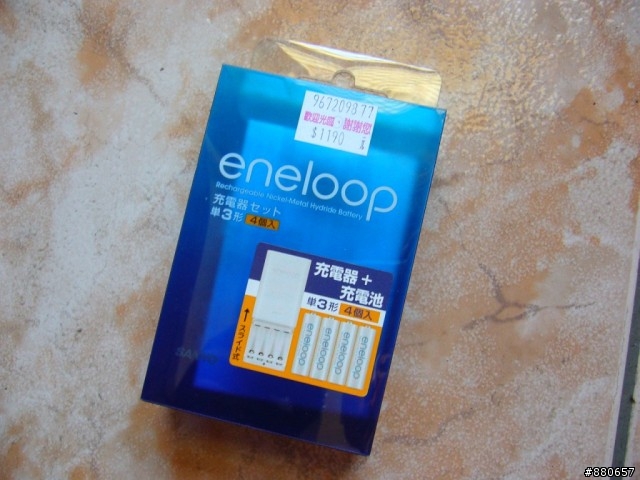 967209877
歡迎光臨．謝謝您
$1190
eneloop
Rechargeable Nickel-Metal Hydride Battery
充電器セット
単3形 4個入
充電器+
充電池
単3形 4個入
スライド式
eneloop
eneloop
eneloop
eneloop
SANYO
#880657